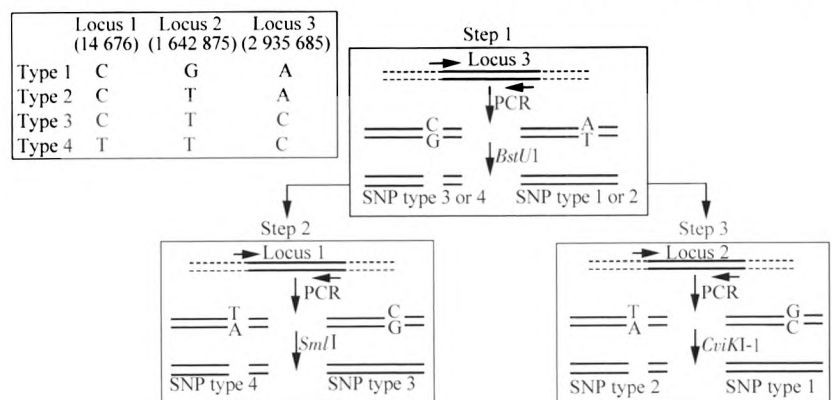 Locus 1 Locus 2 Locus 3
(14 676) (1 642 875) (2 935 685)
Type 1 C G A
Type 2 C T A
Type 3 C T C
Type 4 T T C
Step 1
Locus 3
PCR
C A
G T
BstU1
SNP type 3 or 4 SNP type 1 or 2
Step 2
Locus 1
PCR
T C
A G
SmlI
SNP type 4 SNP type 3
Step 3
Locus 2
PCR
T G
A C
CviKI-1
SNP type 2 SNP type 1